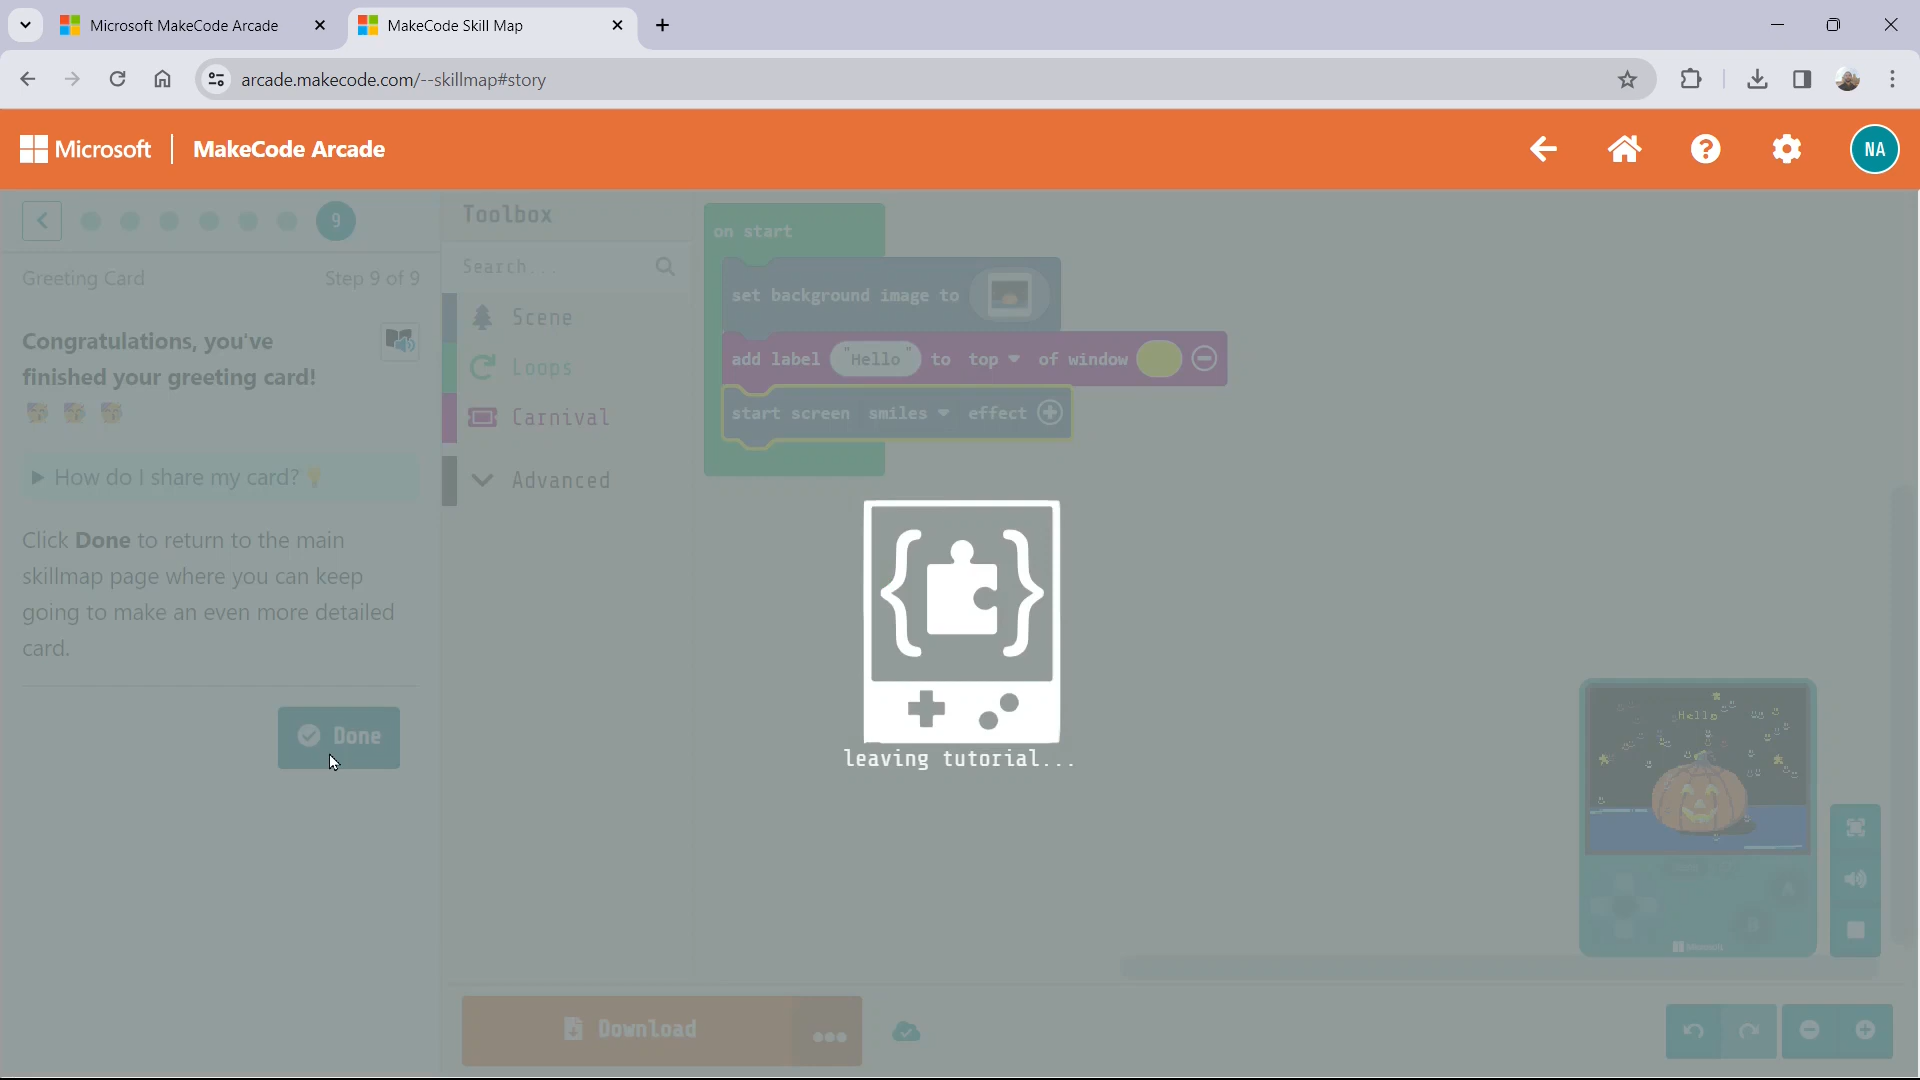 Microsoft MakeCode Arcade
MakeCode Skill Map
arcade.makecode.com/--skillmap#story
Microsoft
MakeCode Arcade
NA
9
Greeting Card
Step 9 of 9
Congratulations, you've
finished your greeting card!
How do I share my card?
Click Done to return to the main
skillmap page where you can keep
going to make an even more detailed
card.
Done
Toolbox
Search...
Scene
Loops
Carnival
Advanced
on start
set background image to
add label "Hello" to top of window
start screen smiles effect
leaving tutorial...
Hello
A
B
Microsoft
Download